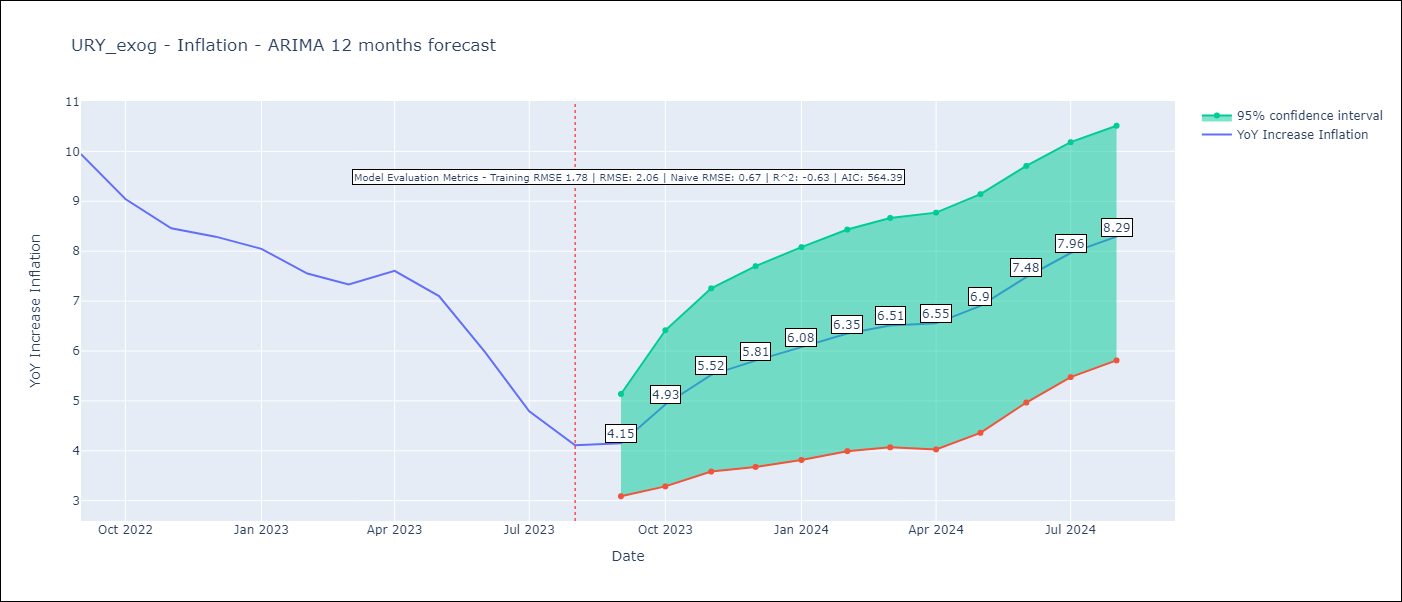 URY_exog - Inflation - ARIMA 12 months forecast
95% confidence interval
YoY Increase Inflation
Model Evaluation Metrics - Training RMSE 1.78 | RMSE: 2.06 | Naive RMSE: 0.67 | R^2: -0.63 | AIC: 564.39
YoY Increase Inflation
11
10
9
8
7
6
5
4
3
4.15
4.93
5.52
5.81
6.08
6.35
6.51
6.55
6.9
7.48
7.96
8.29
Oct 2022
Jan 2023
Apr 2023
Jul 2023
Oct 2023
Jan 2024
Apr 2024
Jul 2024
Date